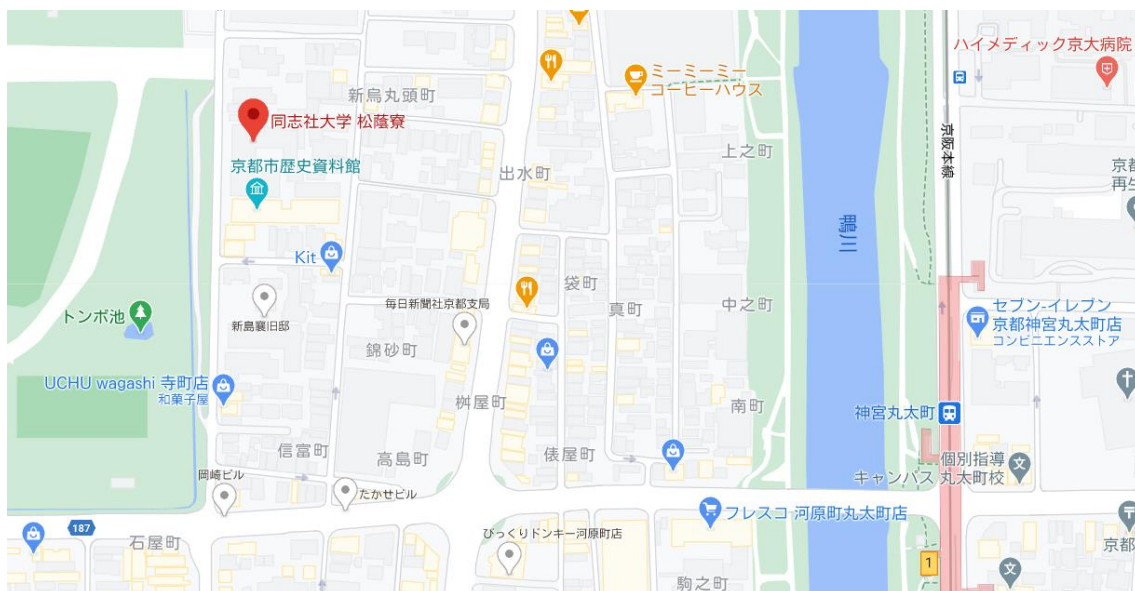 ハイメディック京大病院
ミーミーミー
コーヒーハウス
新烏丸頭町
同志社大学 松蔭寮
京阪本線
上之町
京都市歴史資料館
出水町
京都
再生
鴨川
Kit
袋町
毎日新聞社京都支局
真町
中之町
セブン-イレブン
京都神宮丸太町店
コンビニエンスストア
トンボ池
新島襄旧邸
錦砂町
UCHU wagashi 寺町店
和菓子屋
桝屋町
南町
神宮丸太町
信富町
高島町
俵屋町
個別指導
キャンパス 丸太町校
岡崎ビル
たかせビル
フレスコ 河原町丸太町店
187
びっくりドンキー河原町店
石屋町
京都
1
駒之町